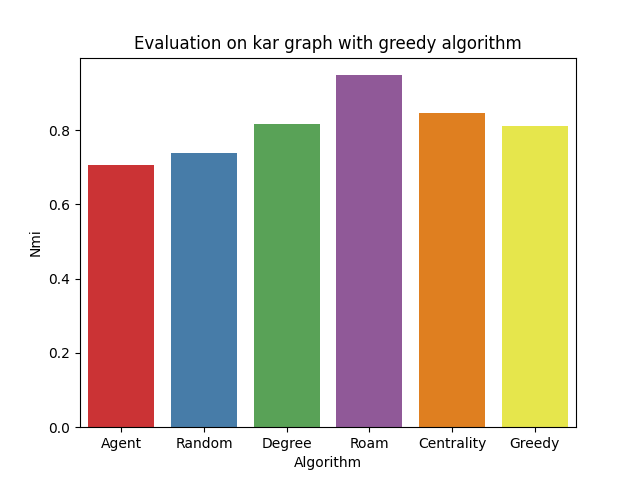 Evaluation on kar graph with greedy algorithm
0.8
0.6
0.4
0.2
0.0
Nmi
Agent Random Degree Roam Centrality Greedy
Algorithm